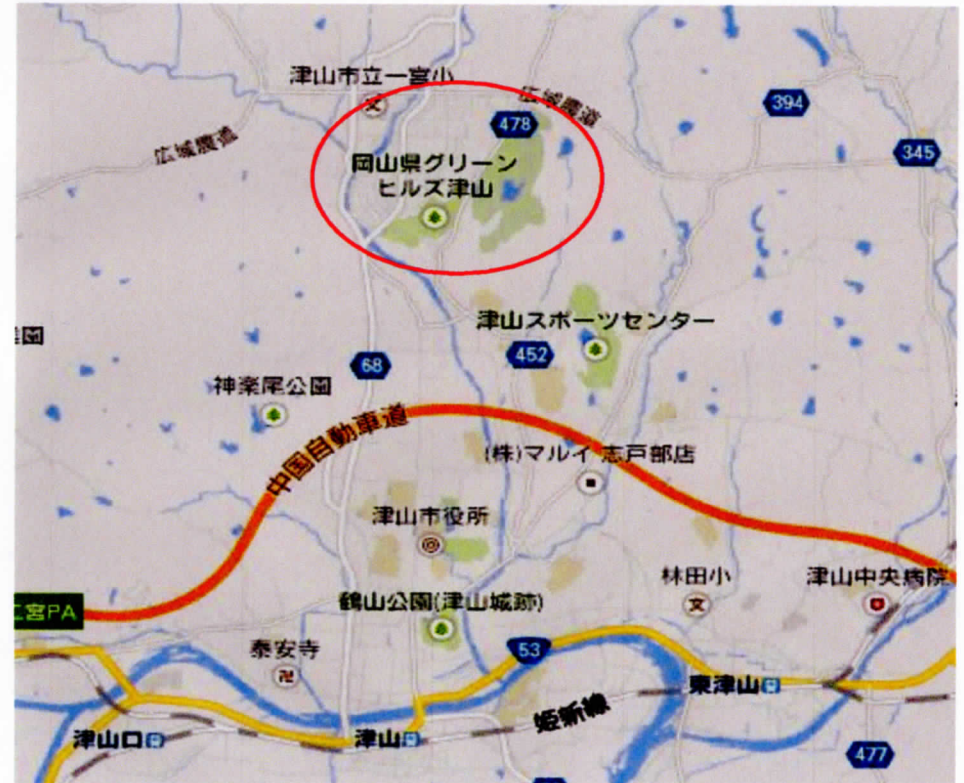 津山市立一宮小
広域農道
394
478
広域農道
345
岡山県グリーン
ヒルズ津山
津山スポーツセンター
園
452
68
神楽尾公園
中国自動車道
(株)マルイ 志戸部店
津山市役所
林田小
津山中央病院
二宮PA
鶴山公園(津山城跡)
53
泰安寺
東津山
姫新線
津山口
津山
477